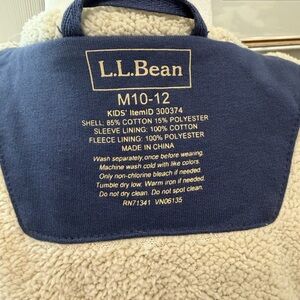 L.L.Bean
M10-12
KIDS' ItemID 300374
SHELL: 85% COTTON 15% POLYESTER
SLEEVE LINING: 100% COTTON
FLEECE LINING: 100% POLYESTER
MADE IN CHINA
Wash separately, once before wearing.
Machine wash cold with like colors.
Only non-chlorine bleach if needed.
Tumble dry low. Warm iron if needed.
Do not dry clean. Do not spot clean.
RN71341 VN06135